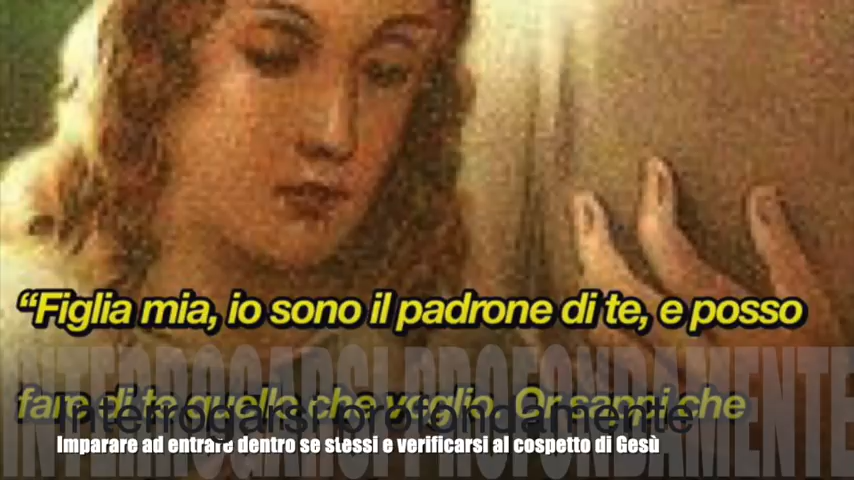 “Figlia mia, io sono il padrone di te, e posso
fare di te quello che voglio. Or sappi che
INTERROGARSI PROFONDAMENTE
Interrogarsi profondamente
Imparare ad entrare dentro se stessi e verificarsi al cospetto di Gesù